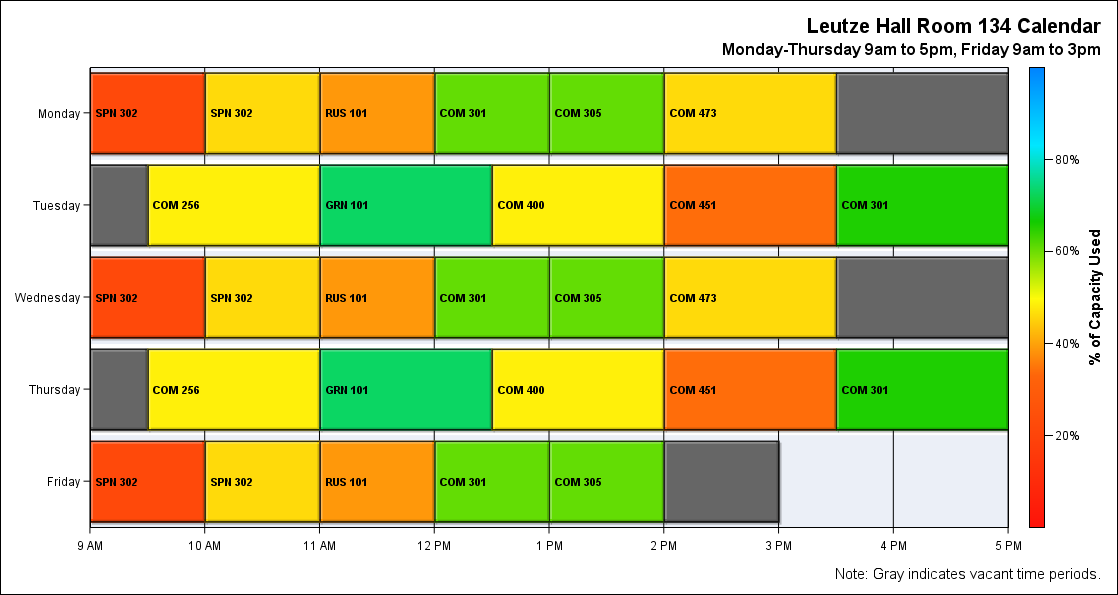 Leutze Hall Room 134 Calendar
Monday-Thursday 9am to 5pm, Friday 9am to 3pm
Monday
SPN 302
SPN 302
RUS 101
COM 301
COM 305
COM 473
Tuesday
COM 256
GRN 101
COM 400
COM 451
COM 301
Wednesday
SPN 302
SPN 302
RUS 101
COM 301
COM 305
COM 473
Thursday
COM 256
GRN 101
COM 400
COM 451
COM 301
Friday
SPN 302
SPN 302
RUS 101
COM 301
COM 305
9 AM
10 AM
11 AM
12 PM
1 PM
2 PM
3 PM
4 PM
5 PM
80%
60%
40%
20%
% of Capacity Used
Note: Gray indicates vacant time periods.